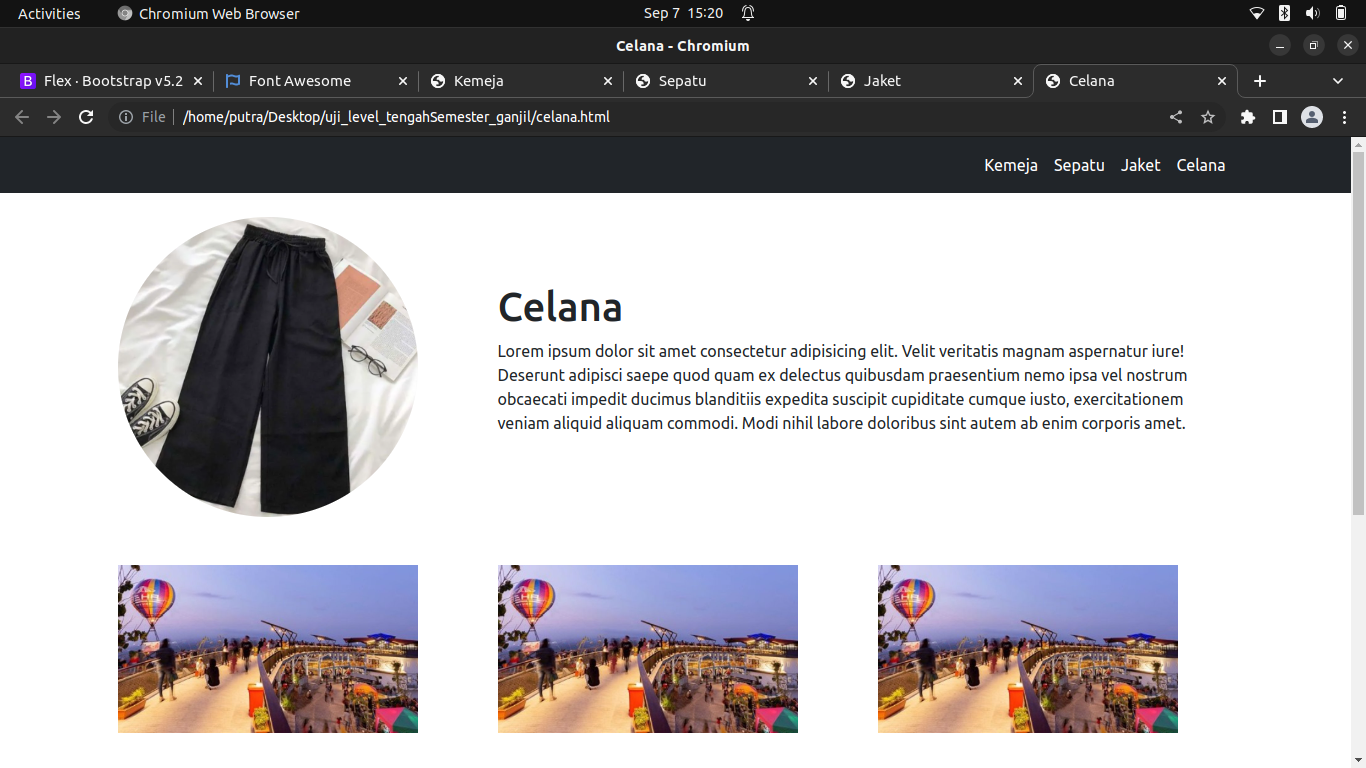 Activities
Chromium Web Browser
Sep 7 15:20
Celana - Chromium
Flex · Bootstrap v5.2
Font Awesome
Kemeja
Sepatu
Jaket
Celana
File
/home/putra/Desktop/uji_level_tengahSemester_ganjil/celana.html
Kemeja Sepatu Jaket Celana
Celana
Lorem ipsum dolor sit amet consectetur adipisicing elit. Velit veritatis magnam aspernatur iure!
Deserunt adipisci saepe quod quam ex delectus quibusdam praesentium nemo ipsa vel nostrum
obcaecati impedit ducimus blanditiis expedita suscipit cupiditate cumque iusto, exercitationem
veniam aliquid aliquam commodi. Modi nihil labore doloribus sint autem ab enim corporis amet.